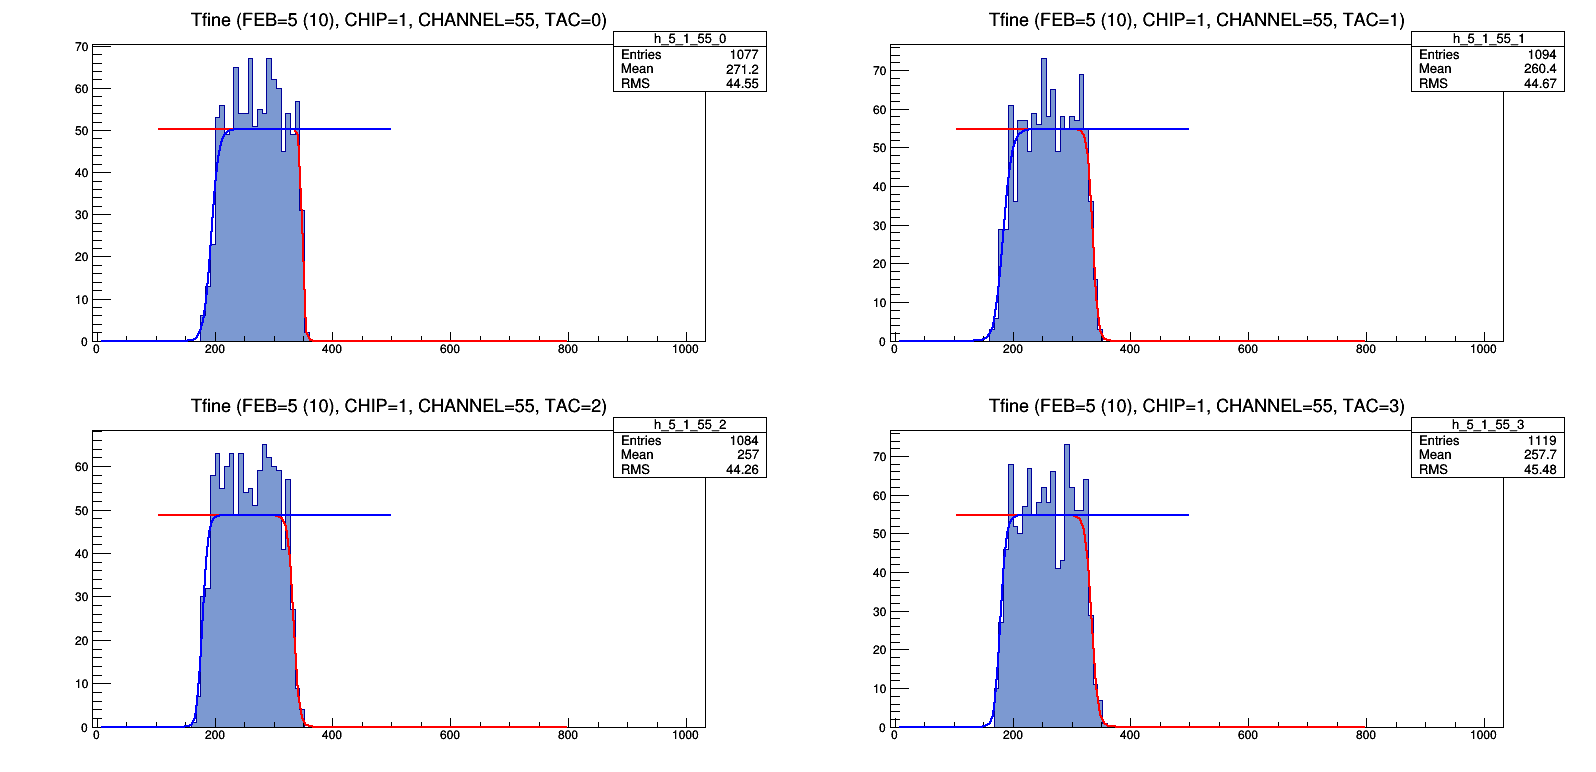 Tfine (FEB=5 (10), CHIP=1, CHANNEL=55, TAC=0)
h_5_1_55_0
Entries 1077
Mean 271.2
RMS 44.55
70
60
50
40
30
20
10
0
0 200 400 600 800 1000
Tfine (FEB=5 (10), CHIP=1, CHANNEL=55, TAC=1)
h_5_1_55_1
Entries 1094
Mean 260.4
RMS 44.67
70
60
50
40
30
20
10
0
0 200 400 600 800 1000
Tfine (FEB=5 (10), CHIP=1, CHANNEL=55, TAC=2)
h_5_1_55_2
Entries 1084
Mean 257
RMS 44.26
60
50
40
30
20
10
0
0 200 400 600 800 1000
Tfine (FEB=5 (10), CHIP=1, CHANNEL=55, TAC=3)
h_5_1_55_3
Entries 1119
Mean 257.7
RMS 45.48
70
60
50
40
30
20
10
0
0 200 400 600 800 1000